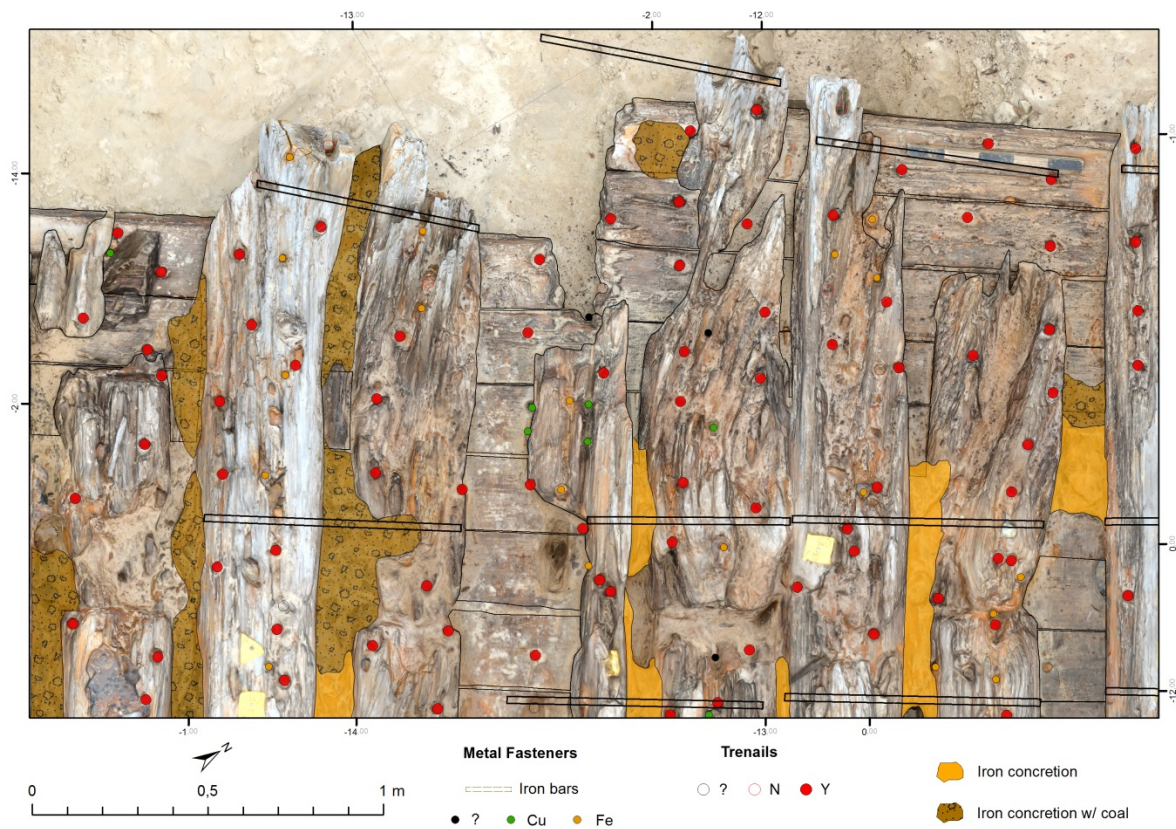 -13.00 -2.00 -12.00
-1.00
-14.00
-2.00
0.00
-12.00
-1.00 -14.00 -13.00 0.00
N
Metal Fasteners
Iron bars
? Cu Fe
Trenails
? N Y
Iron concretion
Iron concretion w/ coal
0 0,5 1 m